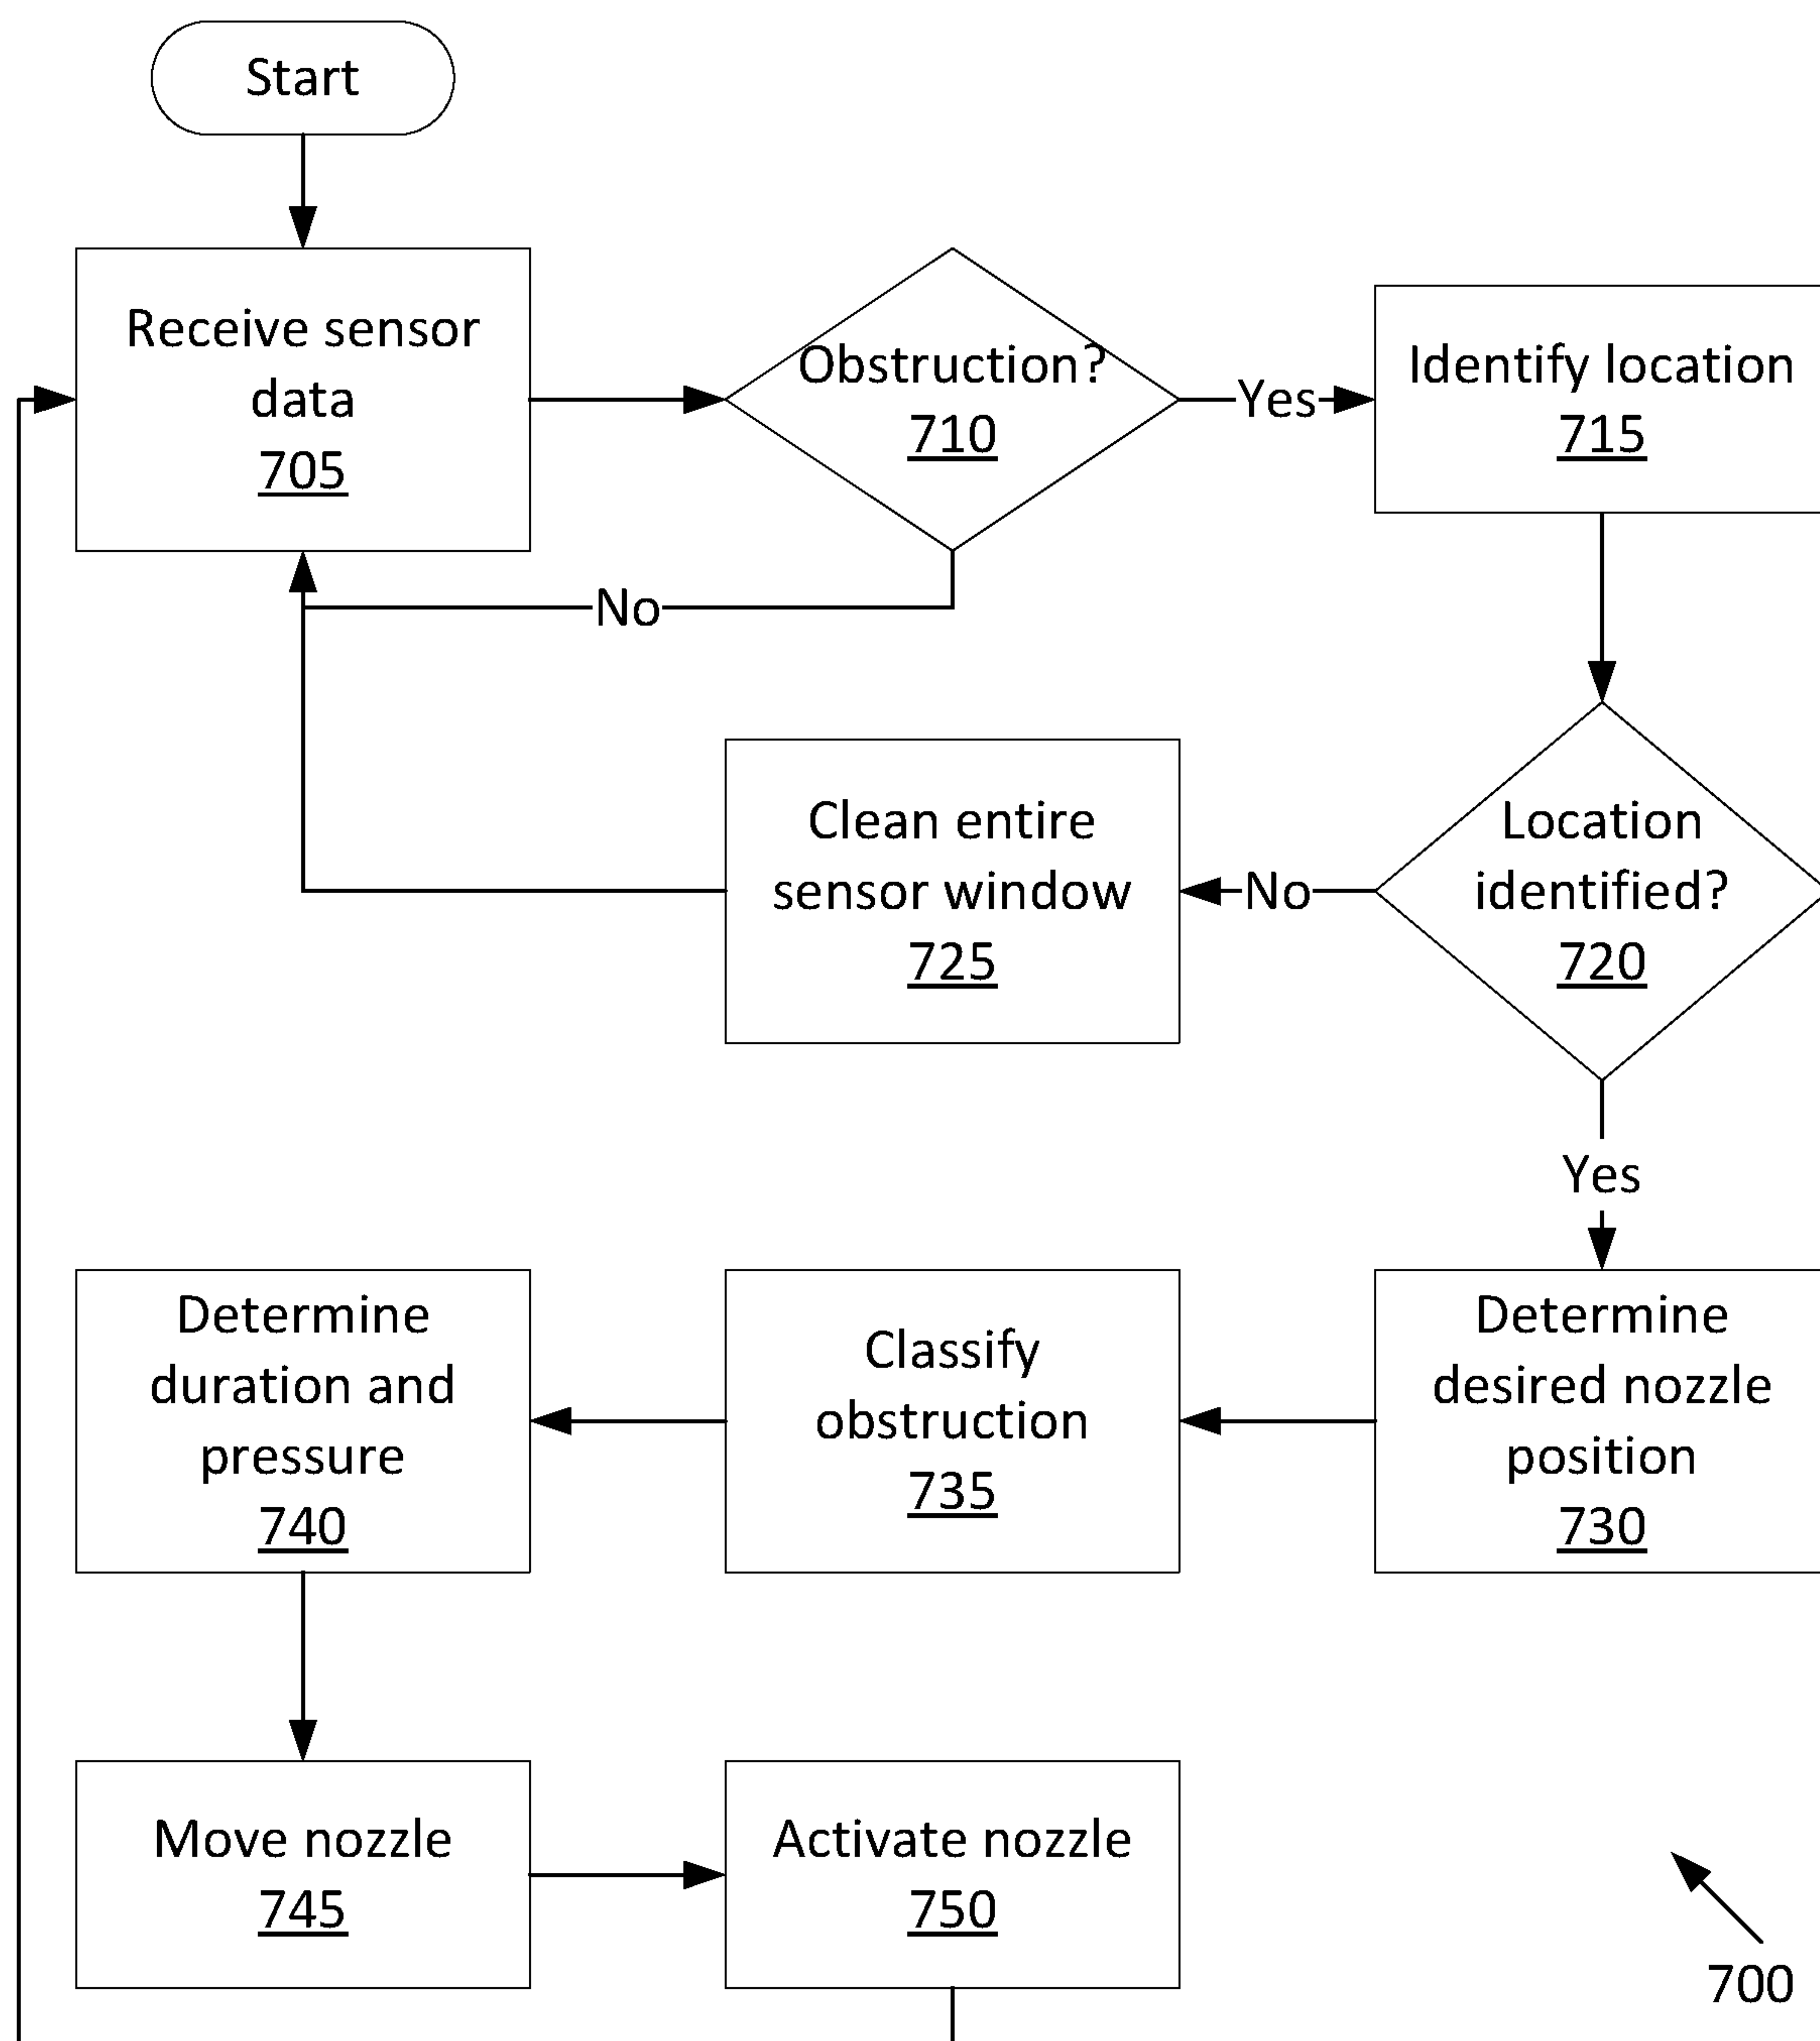 Start
Receive sensor
data
705
Obstruction?
710
Yes
Identify location
715
No
Clean entire
sensor window
725
No
Location
identified?
720
Yes
Determine
duration and
pressure
740
Classify
obstruction
735
Determine
desired nozzle
position
730
Move nozzle
745
Activate nozzle
750
700